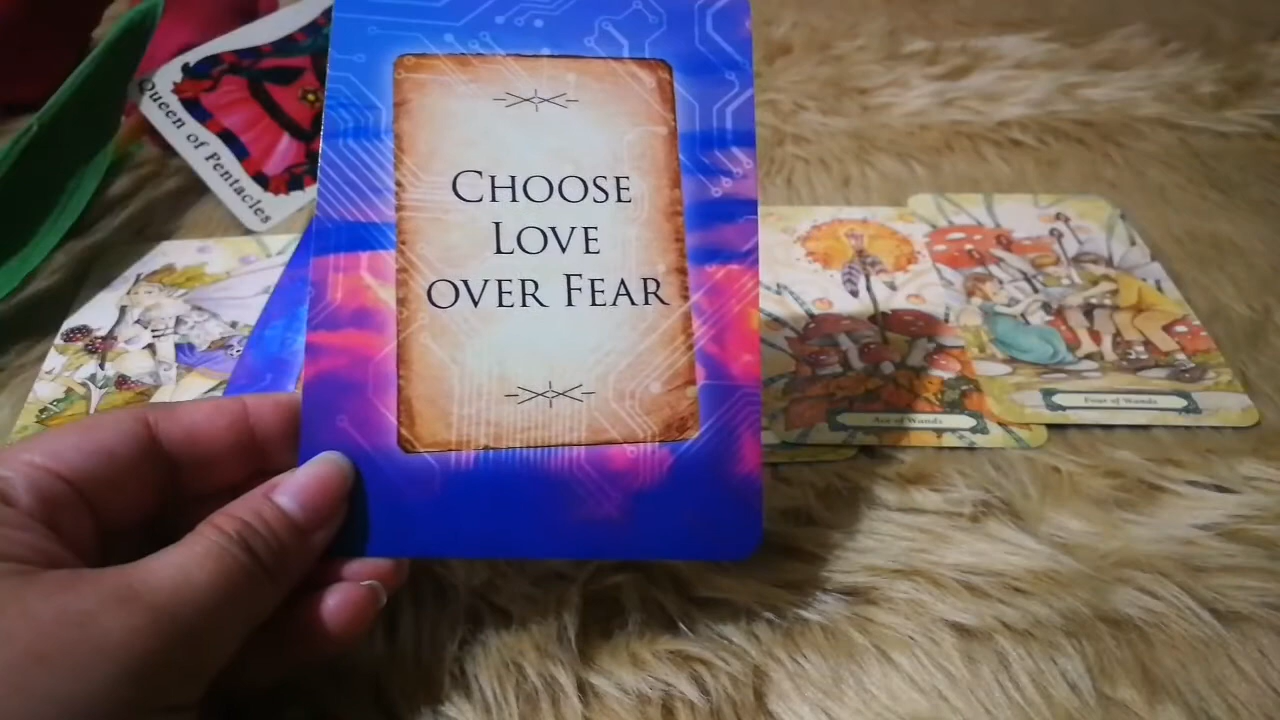 Queen of Pentacles
CHOOSE
LOVE
OVER FEAR
Ace of Wands
Four of Wands